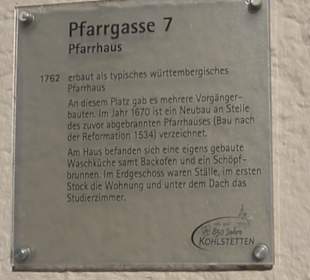 Pfarrgasse 7
Pfarrhaus
1762 erbaut als typisches württembergisches
Pfarrhaus
An diesem Platz gab es mehrere Vorgänger-
bauten. Im Jahr 1670 ist ein Neubau an Stelle
des zuvor abgebrannten Pfarrhauses (Bau nach
der Reformation 1534) verzeichnet.
Am Haus befanden sich eine eigens gebaute
Waschküche samt Backofen und ein Schöpf-
brunnen. Im Erdgeschoss waren Ställe, im ersten
Stock die Wohnung und unter dem Dach das
Studierzimmer.
850 Jahre
KOHLSTETTEN